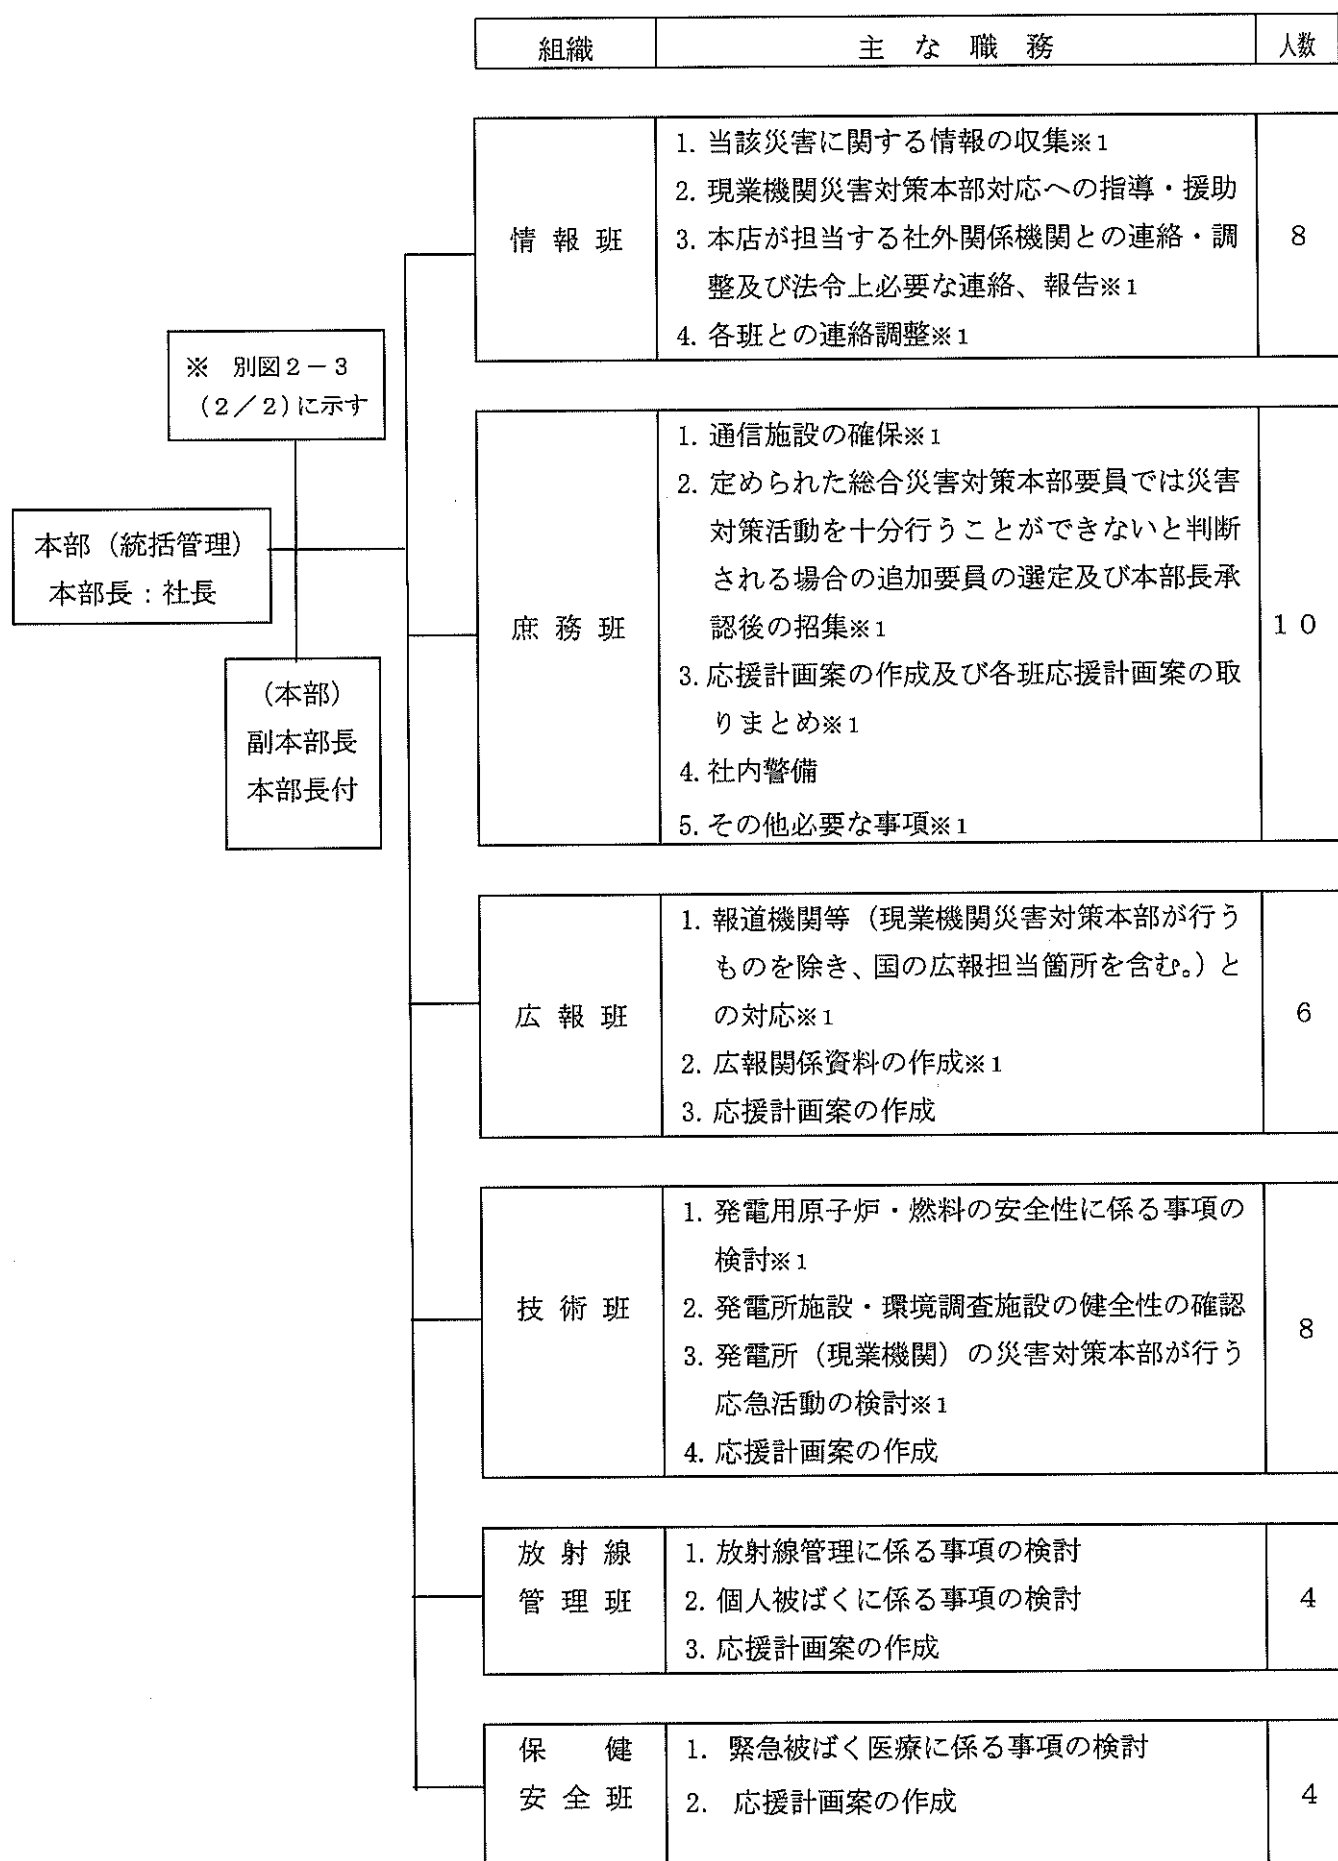 組織 主な職務 人数
1. 当該災害に関する情報の収集※1
2. 現業機関災害対策本部対応への指導・援助
情報班 3. 本店が担当する社外関係機関との連絡・調 8
整及び法令上必要な連絡、報告※1
4. 各班との連絡調整※1
※ 別図2-3
(2/2)に示す
本部(統括管理)
本部長:社長
(本部)
副本部長
本部長付
1. 通信施設の確保※1
2. 定められた総合災害対策本部要員では災害
対策活動を十分行うことができないと判断
される場合の追加要員の選定及び本部長承
庶務班 認後の招集※1 10
3. 応援計画案の作成及び各班応援計画案の取
りまとめ※1
4. 社内警備
5. その他必要な事項※1
1. 報道機関等(現業機関災害対策本部が行う
ものを除き、国の広報担当箇所を含む。)と
広報班 の対応※1 6
2. 広報関係資料の作成※1
3. 応援計画案の作成
1. 発電用原子炉・燃料の安全性に係る事項の
検討※1
技術班 2. 発電所施設・環境調査施設の健全性の確認 8
3. 発電所(現業機関)の災害対策本部が行う
応急活動の検討※1
4. 応援計画案の作成
放射線 1. 放射線管理に係る事項の検討
管理班 2. 個人被ばくに係る事項の検討 4
3. 応援計画案の作成
保健 1. 緊急被ばく医療に係る事項の検討
安全班 2. 応援計画案の作成 4